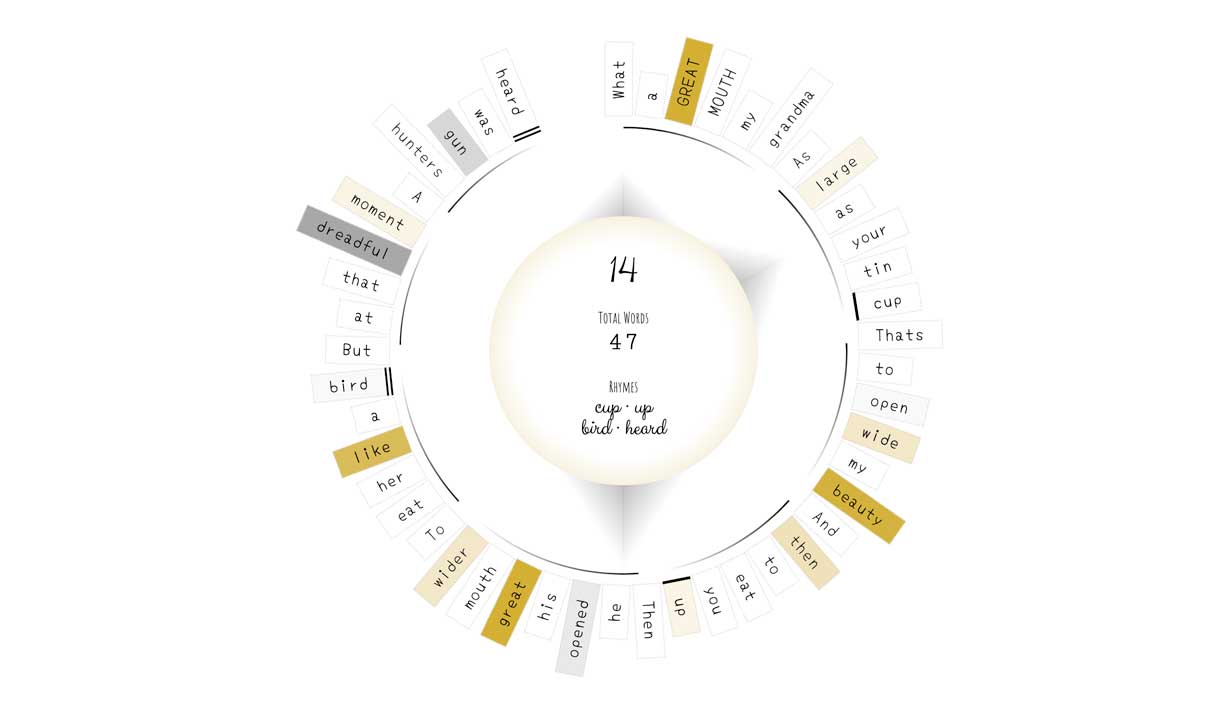 What a GREAT MOUTH my grandma
As large as your tin cup
Thats to open wide my beauty
And then to eat you up
Then he opened his great mouth wider
To eat her like a bird
But at that dreadful moment
A hunters gun was heard
14
TOTAL WORDS
47
RHYMES
cup · up
bird · heard